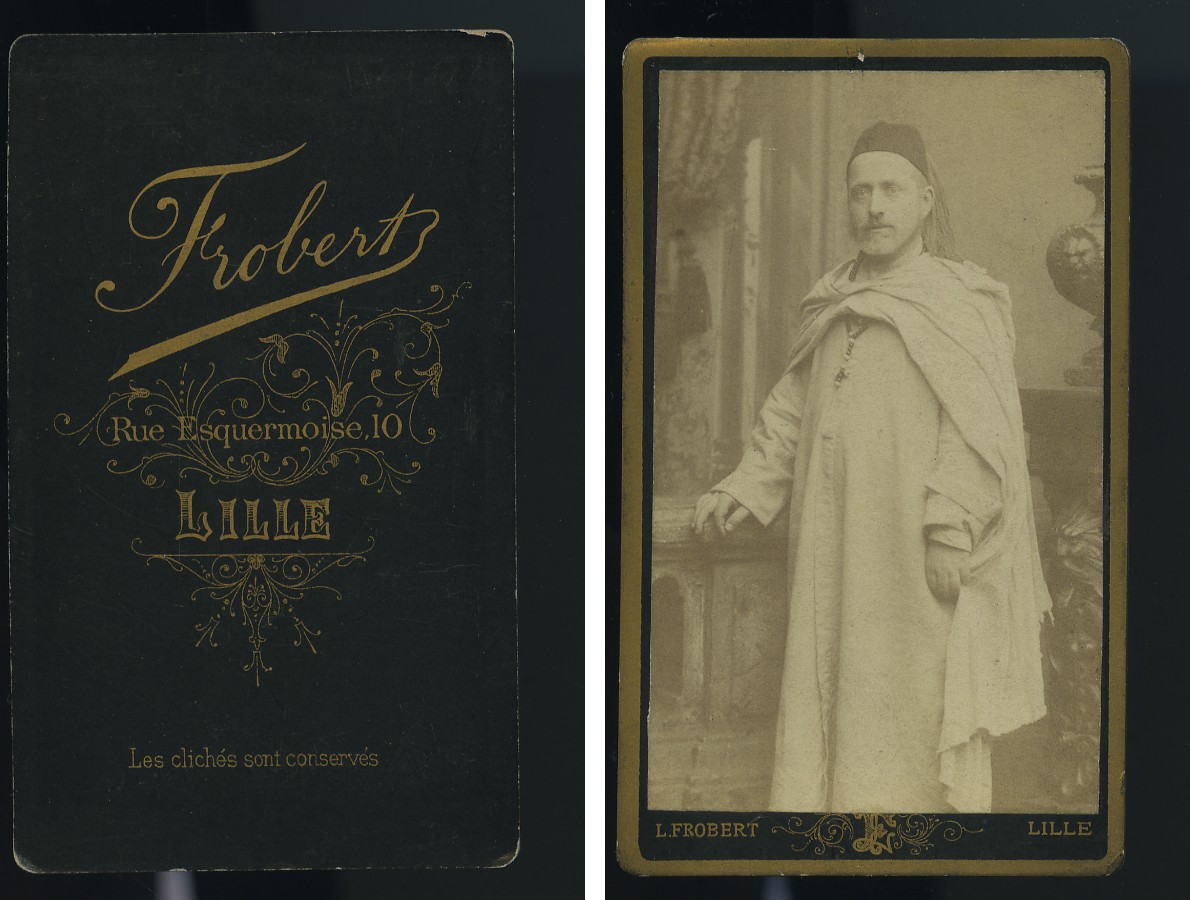 Frobert
Rue Esquermoise, 10
LILLE
Les clichés sont conservés
L. FROBERT
LILLE